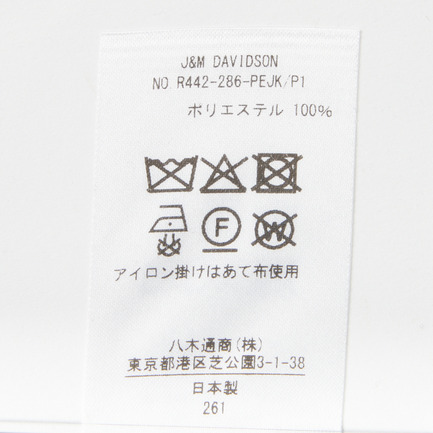 J&M DAVIDSON
NO R442-286-PEJK/P1
ポリエステル 100%
F
W
アイロン掛けはあて布使用
八木通商(株)
東京都港区芝公園3-1-38
日本製
261